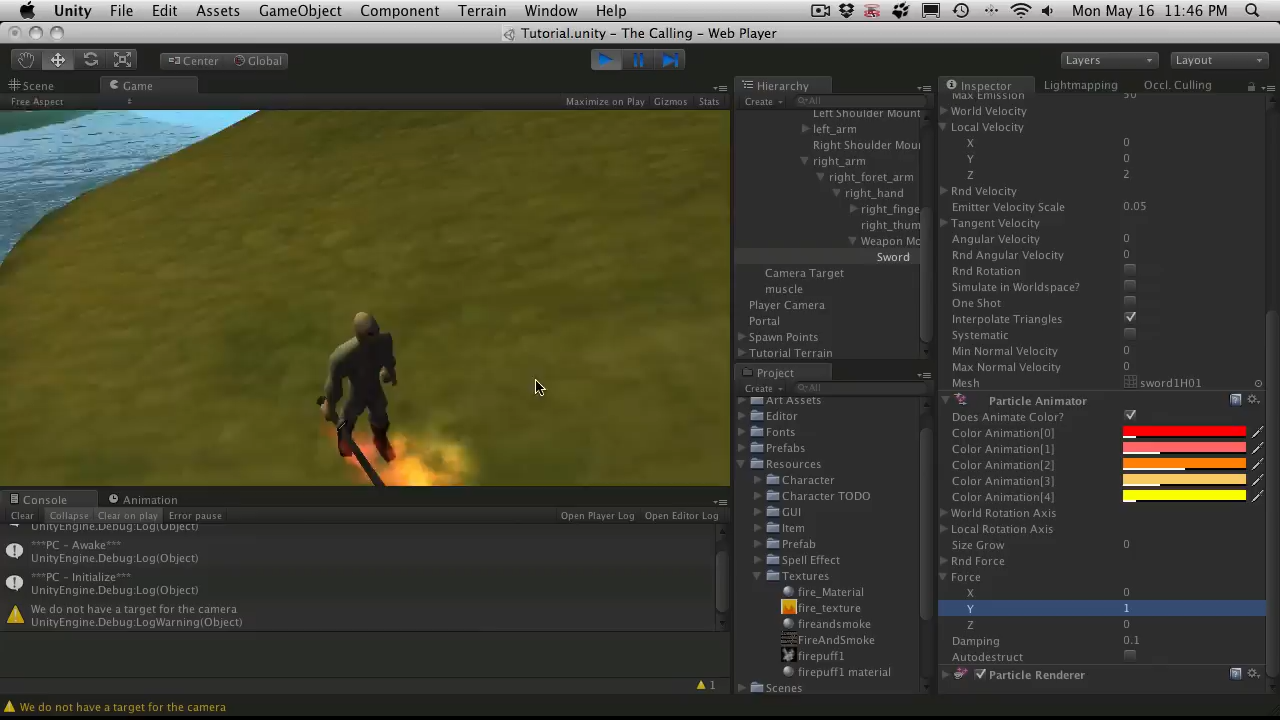 Unity File Edit Assets GameObject Component Terrain Window Help Mon May 16 11:46 PM
Tutorial.unity - The Calling - Web Player
Center Global Layers Layout
Scene Game
Free Aspect Maximize on Play Gizmos Stats
Hierarchy
Create All
Left Shoulder Mount
left_arm
Right Shoulder Mou
right_arm
right_foret_arm
right_hand
right_finge
right_thum
Weapon Mo
Sword
Camera Target
muscle
Player Camera
Portal
Spawn Points
Tutorial Terrain
Project
Create All
Art Assets
Editor
Fonts
Prefabs
Resources
Character
Character TODO
GUI
Item
Prefab
Spell Effect
Textures
fire_Material
fire_texture
fireandsmoke
FireAndSmoke
firepuff1
firepuff1 material
Scenes
Inspector Lightmapping Occl. Culling
Max Emission 50
World Velocity
Local Velocity
X 0
Y 0
Z 2
Rnd Velocity
Emitter Velocity Scale 0.05
Tangent Velocity
Angular Velocity 0
Rnd Angular Velocity 0
Rnd Rotation
Simulate in Worldspace?
One Shot
Interpolate Triangles
Systematic
Min Normal Velocity 0
Max Normal Velocity 0
Mesh sword1H01
Particle Animator
Does Animate Color?
Color Animation[0]
Color Animation[1]
Color Animation[2]
Color Animation[3]
Color Animation[4]
World Rotation Axis
Local Rotation Axis
Size Grow 0
Rnd Force
Force
X 0
Y 1
Z 0
Damping 0.1
Autodestruct
Particle Renderer
Console Animation
Clear Collapse Clear on play Error pause Open Player Log Open Editor Log
UnityEngine.Debug:Log(Object)
***PC - Awake***
UnityEngine.Debug:Log(Object)
***PC - Initialize***
UnityEngine.Debug:Log(Object)
We do not have a target for the camera
UnityEngine.Debug:LogWarning(Object)
1
We do not have a target for the camera